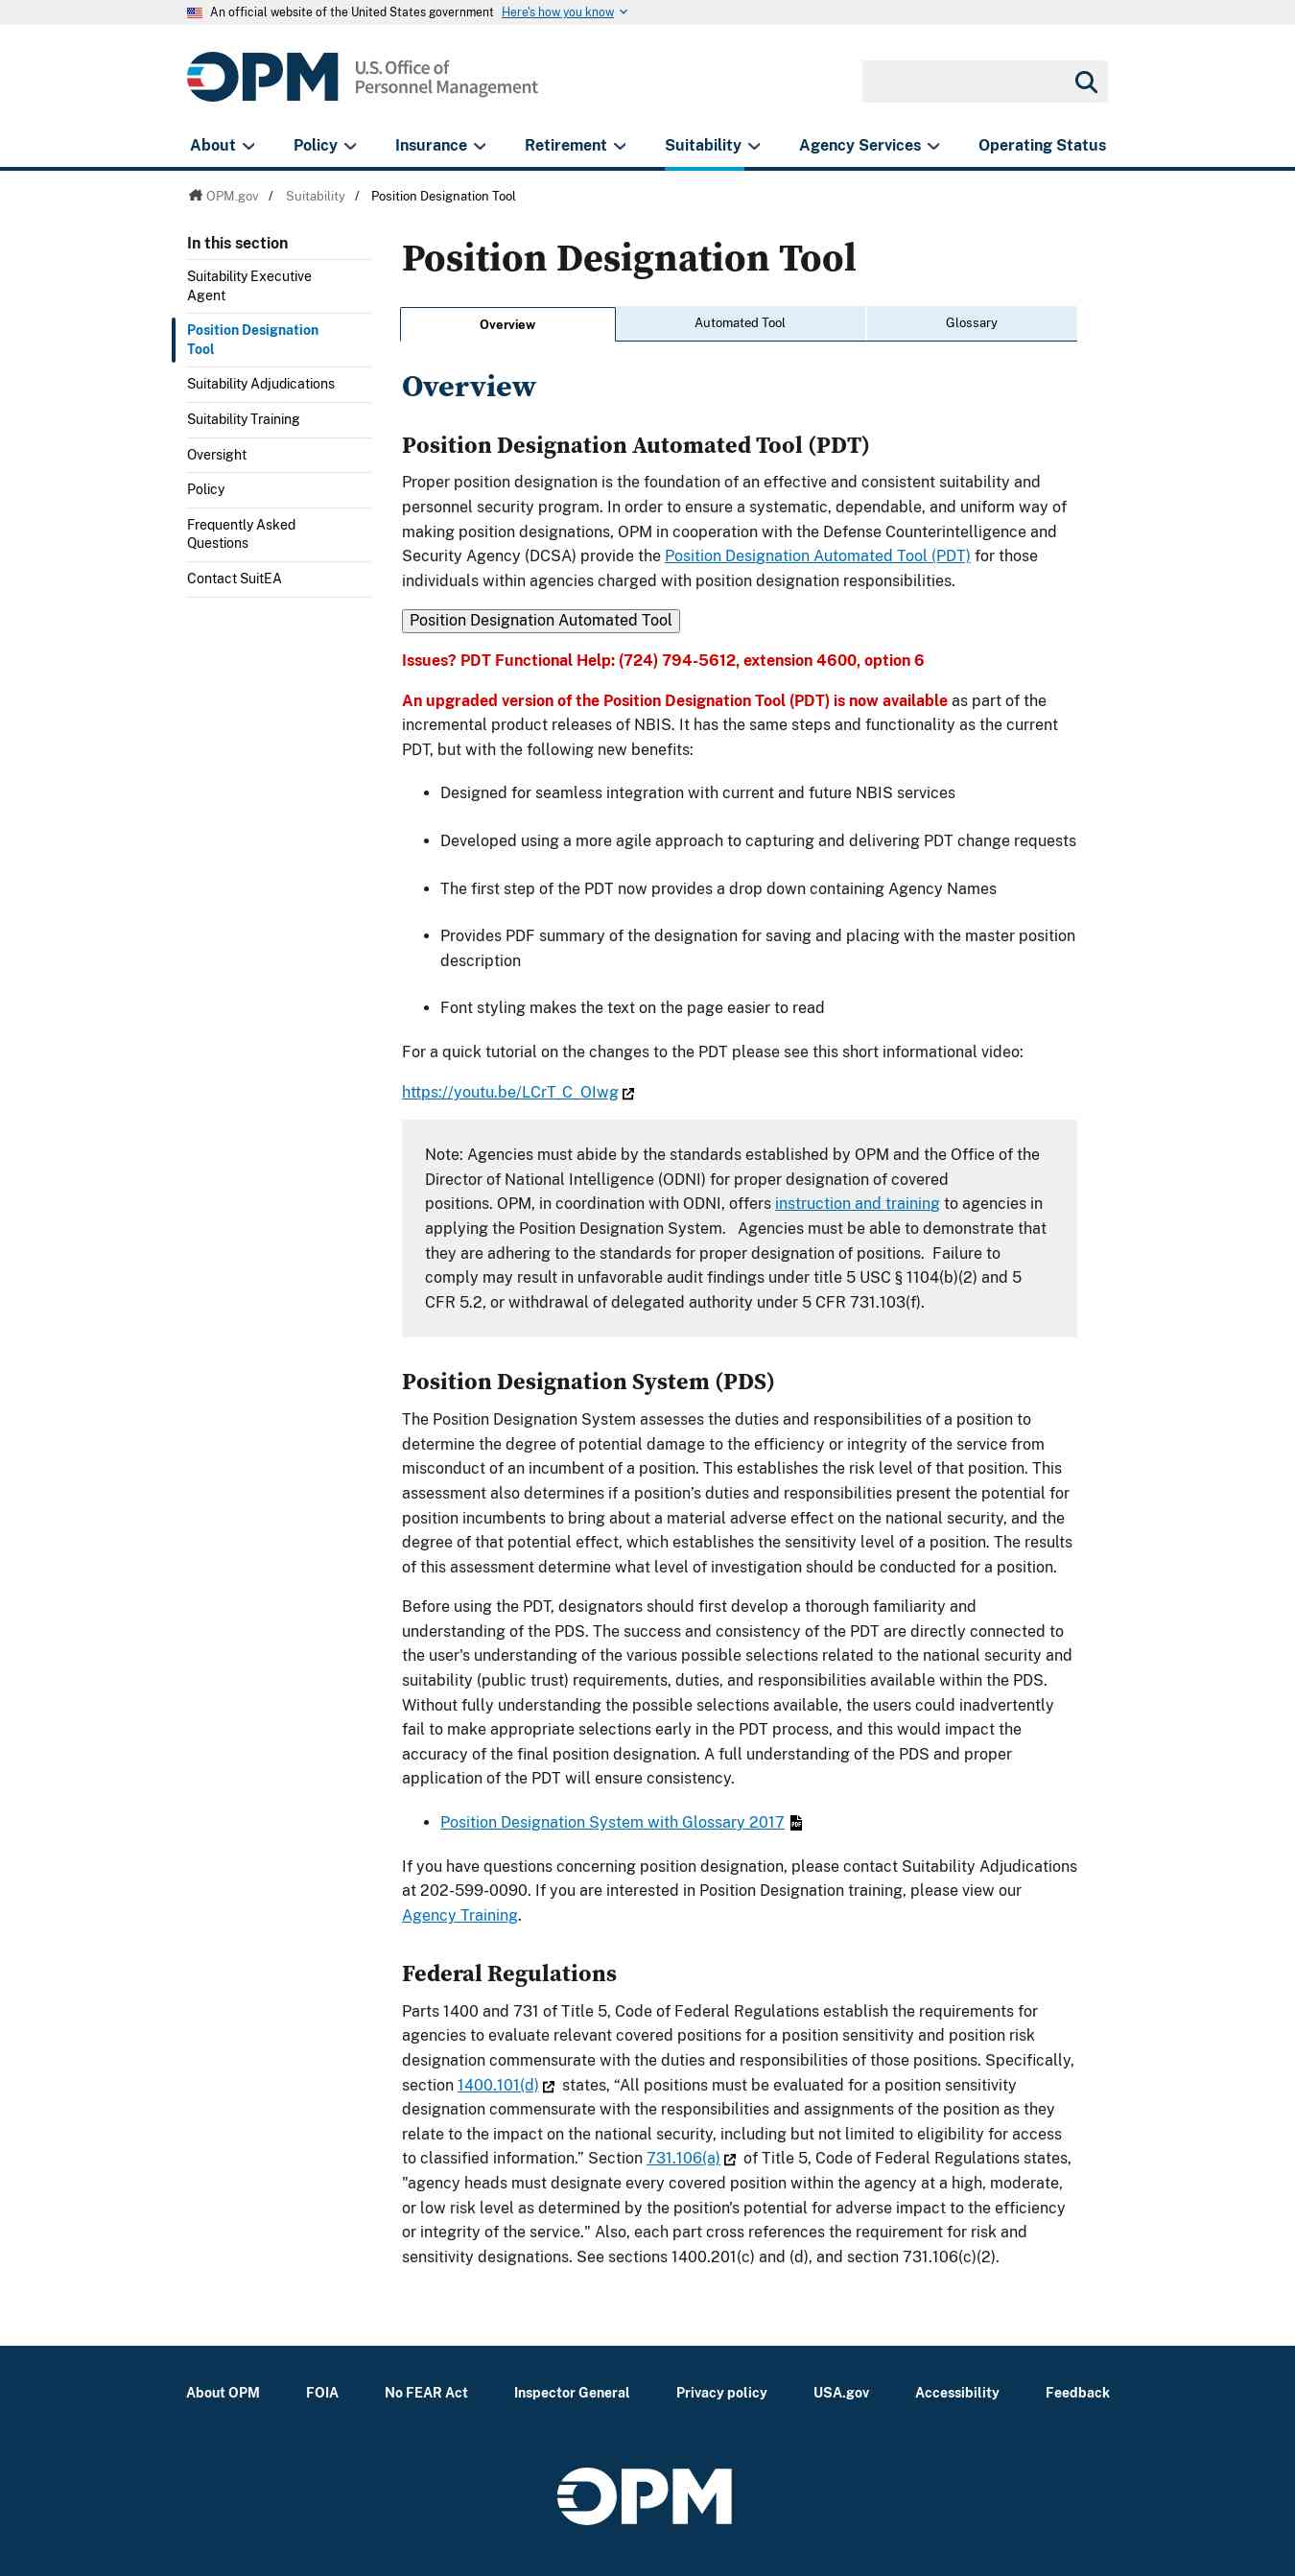 An official website of the United States government Here's how you know
OPM U.S. Office of
Personnel Management
About Policy Insurance Retirement Suitability Agency Services Operating Status
OPM.gov / Suitability / Position Designation Tool
In this section
Suitability Executive
Agent
Position Designation
Tool
Suitability Adjudications
Suitability Training
Oversight
Policy
Frequently Asked
Questions
Contact SuitEA
Position Designation Tool
Overview Automated Tool Glossary
Overview
Position Designation Automated Tool (PDT)
Proper position designation is the foundation of an effective and consistent suitability and
personnel security program. In order to ensure a systematic, dependable, and uniform way of
making position designations, OPM in cooperation with the Defense Counterintelligence and
Security Agency (DCSA) provide the Position Designation Automated Tool (PDT) for those
individuals within agencies charged with position designation responsibilities.
Position Designation Automated Tool
Issues? PDT Functional Help: (724) 794-5612, extension 4600, option 6
An upgraded version of the Position Designation Tool (PDT) is now available as part of the
incremental product releases of NBIS. It has the same steps and functionality as the current
PDT, but with the following new benefits:
• Designed for seamless integration with current and future NBIS services
• Developed using a more agile approach to capturing and delivering PDT change requests
• The first step of the PDT now provides a drop down containing Agency Names
• Provides PDF summary of the designation for saving and placing with the master position
description
• Font styling makes the text on the page easier to read
For a quick tutorial on the changes to the PDT please see this short informational video:
https://youtu.be/LCrT_C_OIwg
Note: Agencies must abide by the standards established by OPM and the Office of the
Director of National Intelligence (ODNI) for proper designation of covered
positions. OPM, in coordination with ODNI, offers instruction and training to agencies in
applying the Position Designation System.   Agencies must be able to demonstrate that
they are adhering to the standards for proper designation of positions.  Failure to
comply may result in unfavorable audit findings under title 5 USC § 1104(b)(2) and 5
CFR 5.2, or withdrawal of delegated authority under 5 CFR 731.103(f).
Position Designation System (PDS)
The Position Designation System assesses the duties and responsibilities of a position to
determine the degree of potential damage to the efficiency or integrity of the service from
misconduct of an incumbent of a position. This establishes the risk level of that position. This
assessment also determines if a position’s duties and responsibilities present the potential for
position incumbents to bring about a material adverse effect on the national security, and the
degree of that potential effect, which establishes the sensitivity level of a position. The results
of this assessment determine what level of investigation should be conducted for a position.
Before using the PDT, designators should first develop a thorough familiarity and
understanding of the PDS. The success and consistency of the PDT are directly connected to
the user's understanding of the various possible selections related to the national security and
suitability (public trust) requirements, duties, and responsibilities available within the PDS.
Without fully understanding the possible selections available, the users could inadvertently
fail to make appropriate selections early in the PDT process, and this would impact the
accuracy of the final position designation. A full understanding of the PDS and proper
application of the PDT will ensure consistency.
• Position Designation System with Glossary 2017 PDF
If you have questions concerning position designation, please contact Suitability Adjudications
at 202-599-0090. If you are interested in Position Designation training, please view our
Agency Training.
Federal Regulations
Parts 1400 and 731 of Title 5, Code of Federal Regulations establish the requirements for
agencies to evaluate relevant covered positions for a position sensitivity and position risk
designation commensurate with the duties and responsibilities of those positions. Specifically,
section 1400.101(d) states, “All positions must be evaluated for a position sensitivity
designation commensurate with the responsibilities and assignments of the position as they
relate to the impact on the national security, including but not limited to eligibility for access
to classified information.” Section 731.106(a) of Title 5, Code of Federal Regulations states,
"agency heads must designate every covered position within the agency at a high, moderate,
or low risk level as determined by the position's potential for adverse impact to the efficiency
or integrity of the service." Also, each part cross references the requirement for risk and
sensitivity designations. See sections 1400.201(c) and (d), and section 731.106(c)(2).
About OPM FOIA No FEAR Act Inspector General Privacy policy USA.gov Accessibility Feedback
OPM